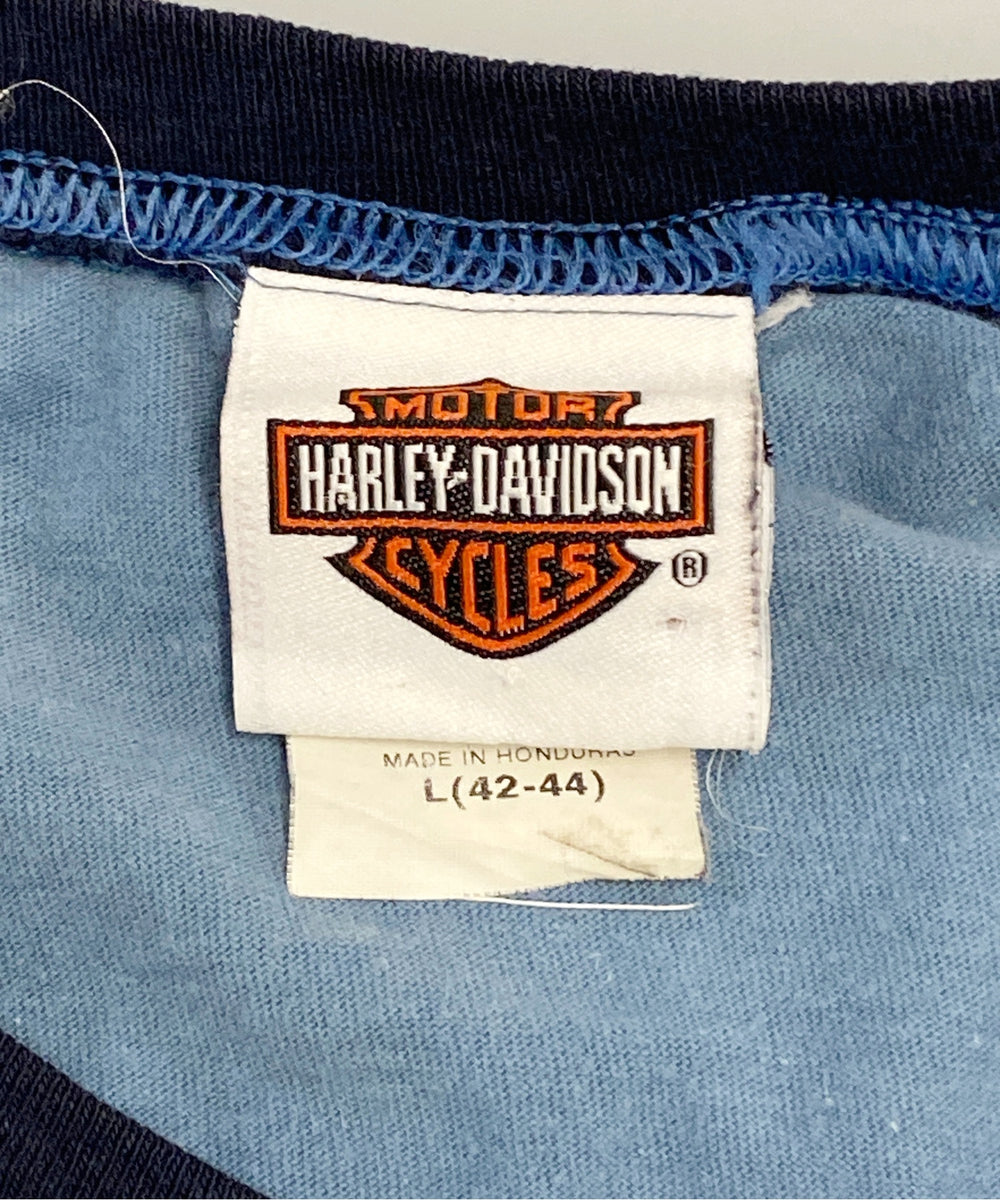 MOTOR
HARLEY-DAVIDSON
CYCLES
®
MADE IN HONDURAS
L(42-44)